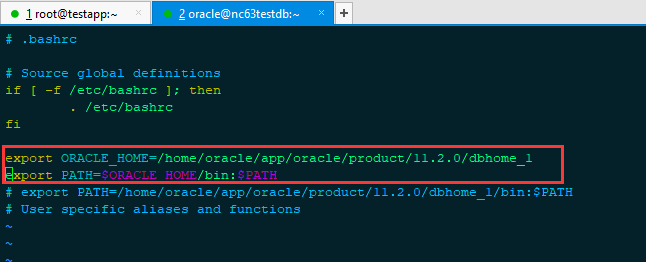 1 root@testapp:~ × 2 oracle@nc63testdb:~ × +
# .bashrc
# Source global definitions
if [ -f /etc/bashrc ]; then
. /etc/bashrc
fi
export ORACLE_HOME=/home/oracle/app/oracle/product/11.2.0/dbhome_1
export PATH=$ORACLE_HOME/bin:$PATH
# export PATH=/home/oracle/app/oracle/product/11.2.0/dbhome_1/bin:$PATH
# User specific aliases and functions
~
~
~